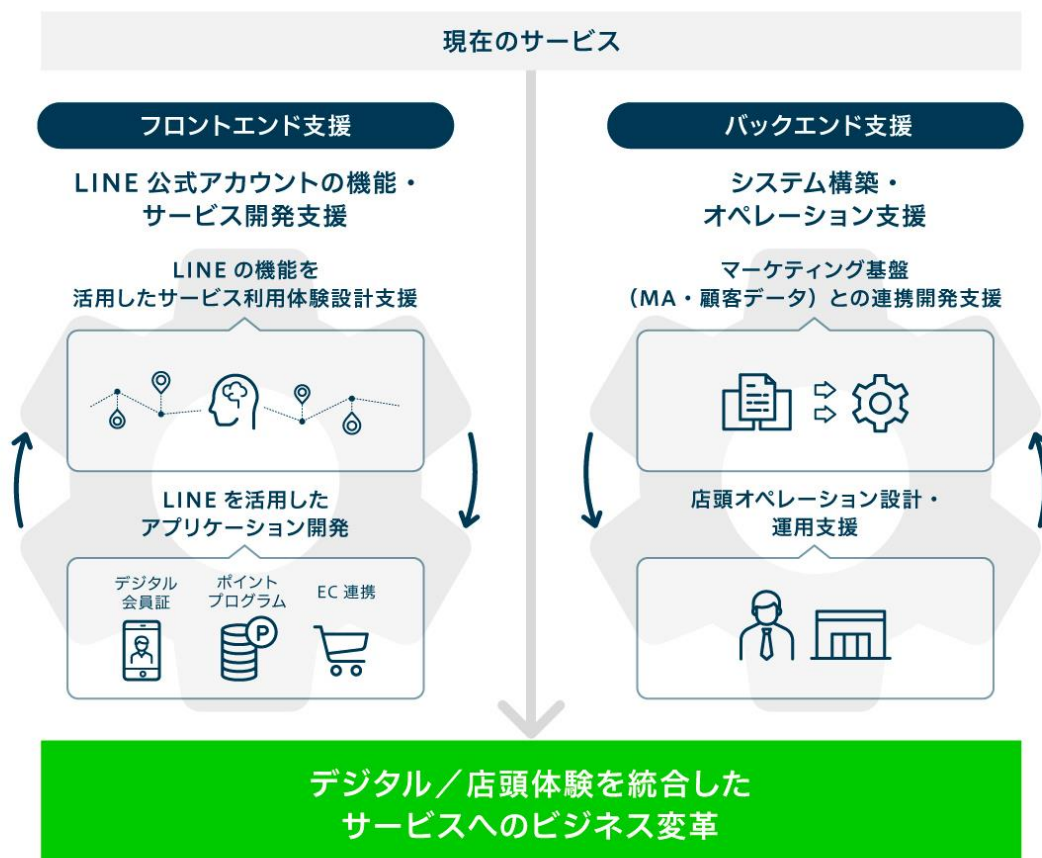 現在のサービス
フロントエンド支援
LINE 公式アカウントの機能・
サービス開発支援
LINE の機能を
活用したサービス利用体験設計支援
LINE を活用した
アプリケーション開発
デジタル
会員証
ポイント
プログラム
P
EC 連携
バックエンド支援
システム構築・
オペレーション支援
マーケティング基盤
（MA・顧客データ）との連携開発支援
店頭オペレーション設計・
運用支援
デジタル／店頭体験を統合した
サービスへのビジネス変革